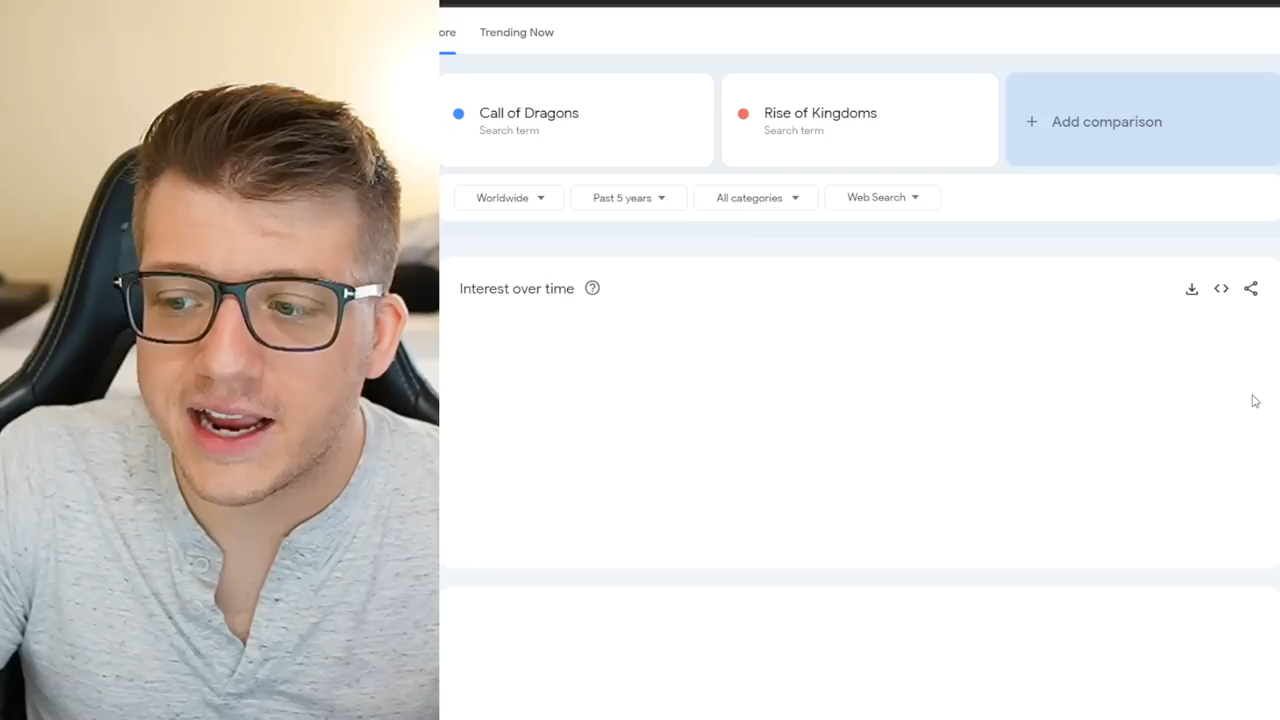 ore Trending Now
Call of Dragons
Search term
Rise of Kingdoms
Search term
+ Add comparison
Worldwide Past 5 years All categories Web Search
Interest over time ?